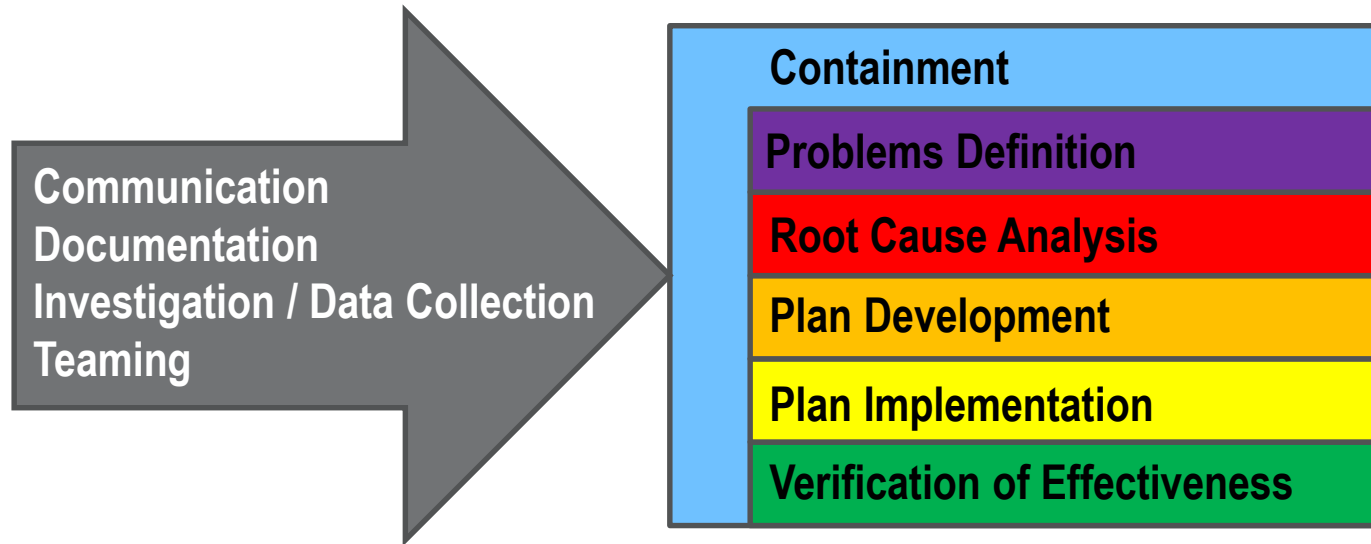 Communication
Documentation
Investigation / Data Collection
Teaming
Containment
Problems Definition
Root Cause Analysis
Plan Development
Plan Implementation
Verification of Effectiveness